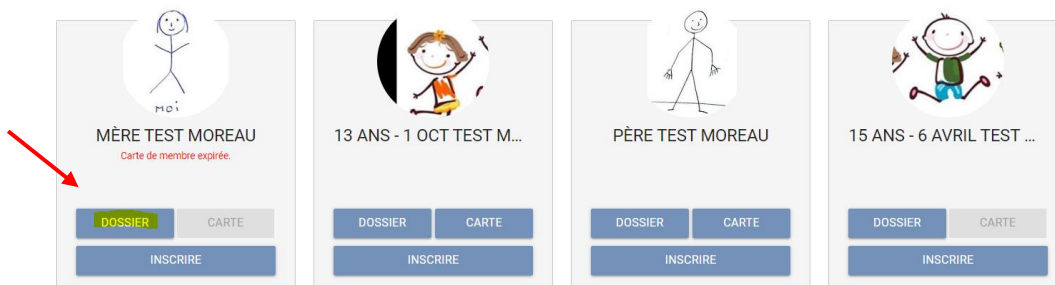 moi
MÈRE TEST MOREAU
Carte de membre expirée.
DOSSIER
CARTE
INSCRIRE
13 ANS - 1 OCT TEST M...
DOSSIER
CARTE
INSCRIRE
PÈRE TEST MOREAU
DOSSIER
CARTE
INSCRIRE
15 ANS - 6 AVRIL TEST ...
DOSSIER
CARTE
INSCRIRE